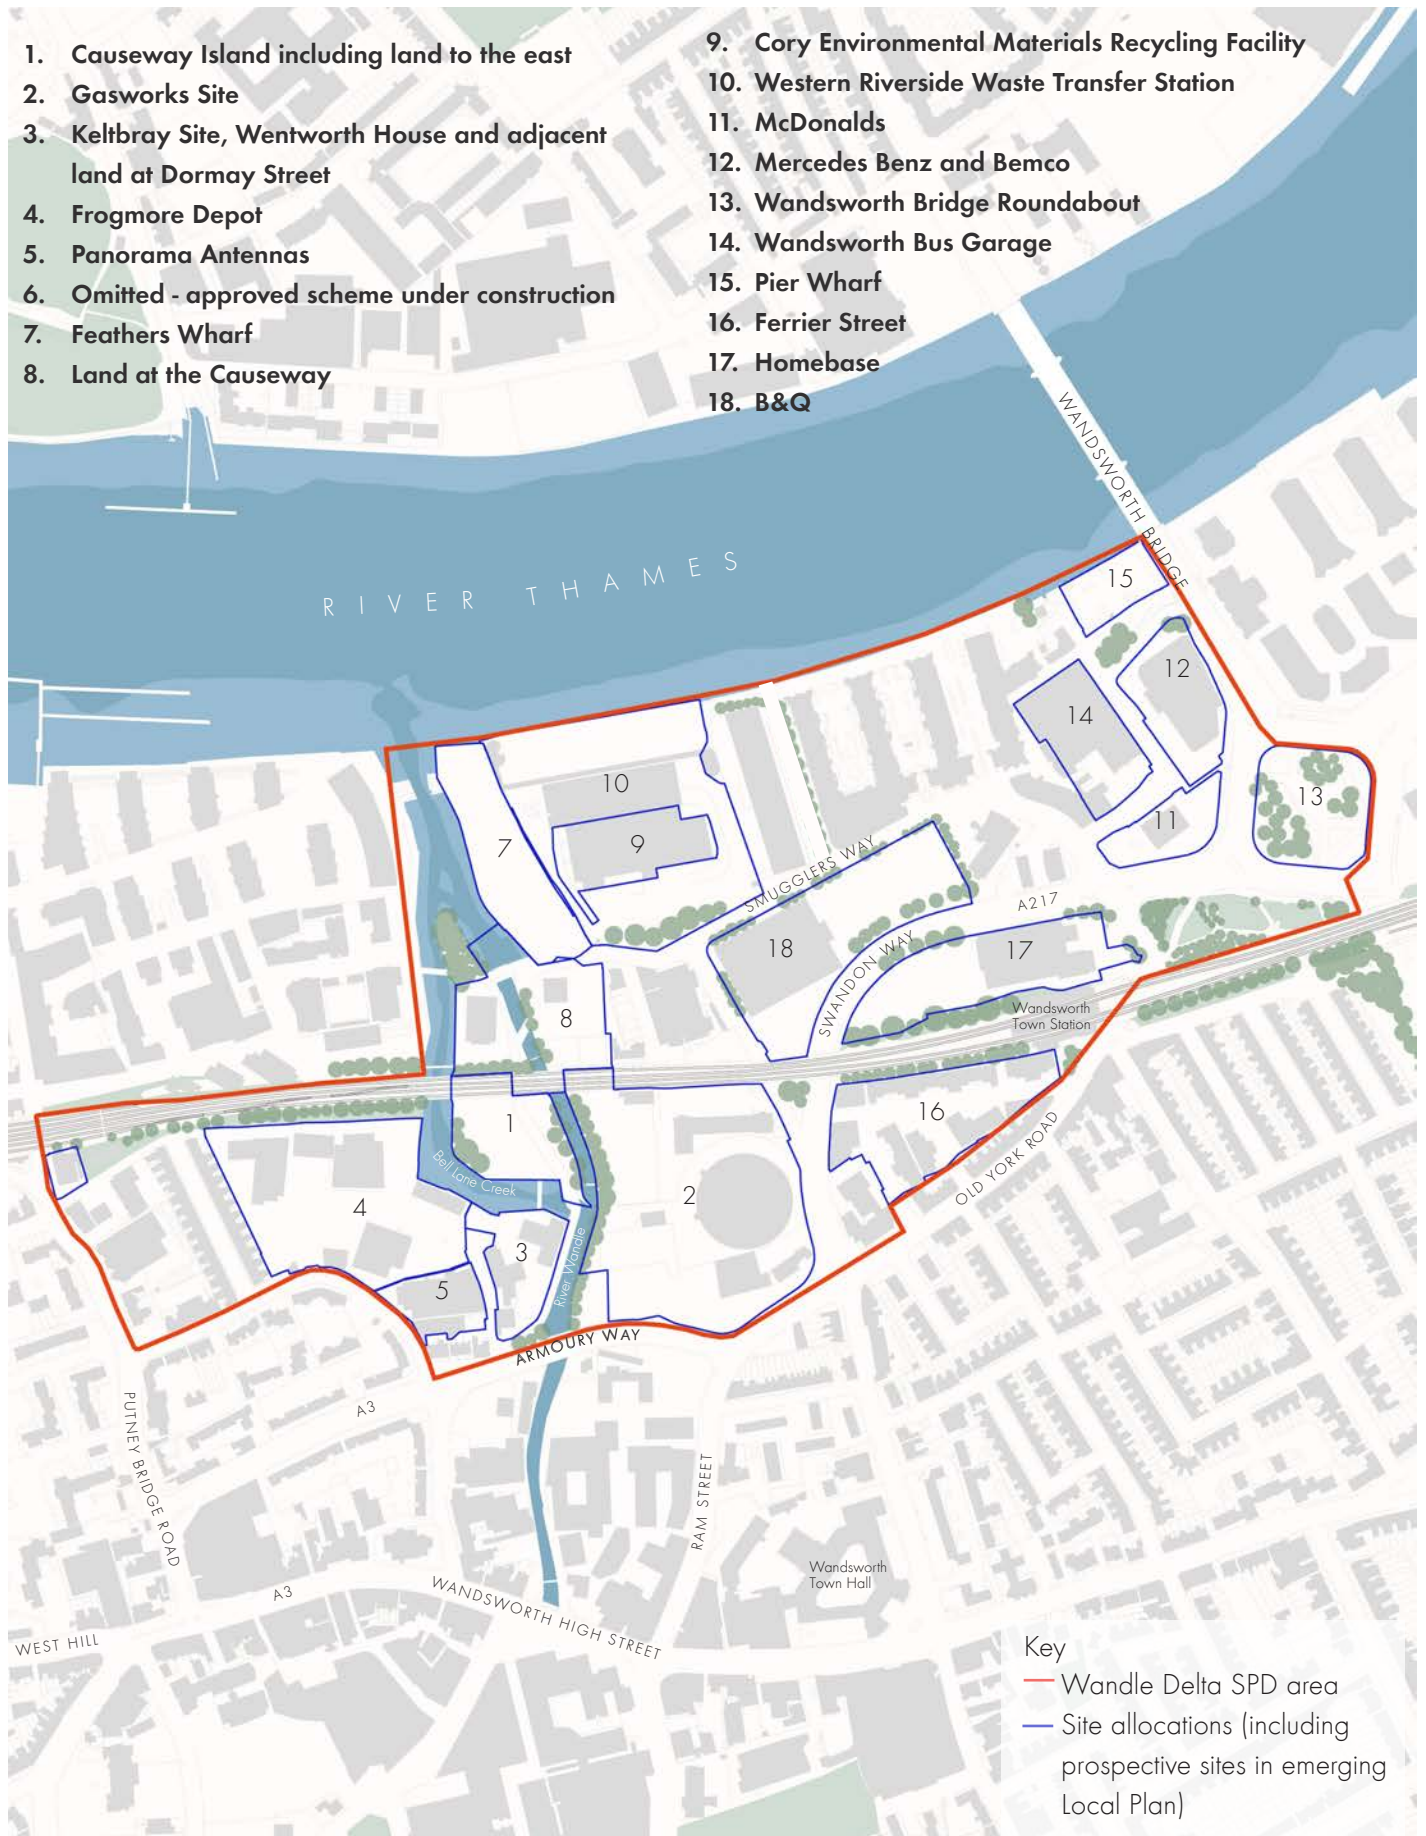 1. Causeway Island including land to the east
2. Gasworks Site
3. Keltbray Site, Wentworth House and adjacent
land at Dormay Street
4. Frogmore Depot
5. Panorama Antennas
6. Omitted - approved scheme under construction
7. Feathers Wharf
8. Land at the Causeway
9. Cory Environmental Materials Recycling Facility
10. Western Riverside Waste Transfer Station
11. McDonalds
12. Mercedes Benz and Bemco
13. Wandsworth Bridge Roundabout
14. Wandsworth Bus Garage
15. Pier Wharf
16. Ferrier Street
17. Homebase
18. B&Q
WANDSWORTH BRIDGE
RIVER THAMES
15
12
14
10
13
11
7
9
SMUGGLERS WAY
A217
18
17
SWANDON WAY
Wandsworth
Town Station
8
1
16
Bell Lane Creek
OLD YORK ROAD
2
4
3
River Wandle
5
ARMOURY WAY
A3
PUTNEY BRIDGE ROAD
RAM STREET
Wandsworth
Town Hall
A3
WANDSWORTH HIGH STREET
WEST HILL
Key
Wandle Delta SPD area
Site allocations (including
prospective sites in emerging
Local Plan)